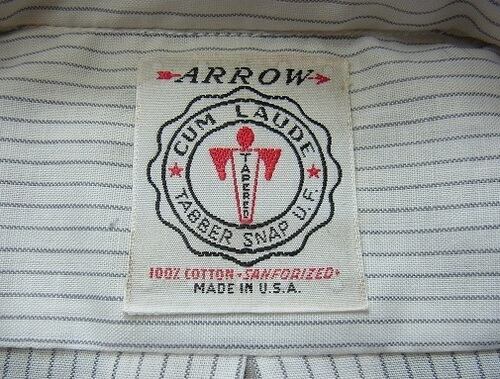 ARROW
CUM LAUDE
TAPERED
TABBER SNAP U.F.
100% COTTON • SANFORIZED •
MADE IN U.S.A.